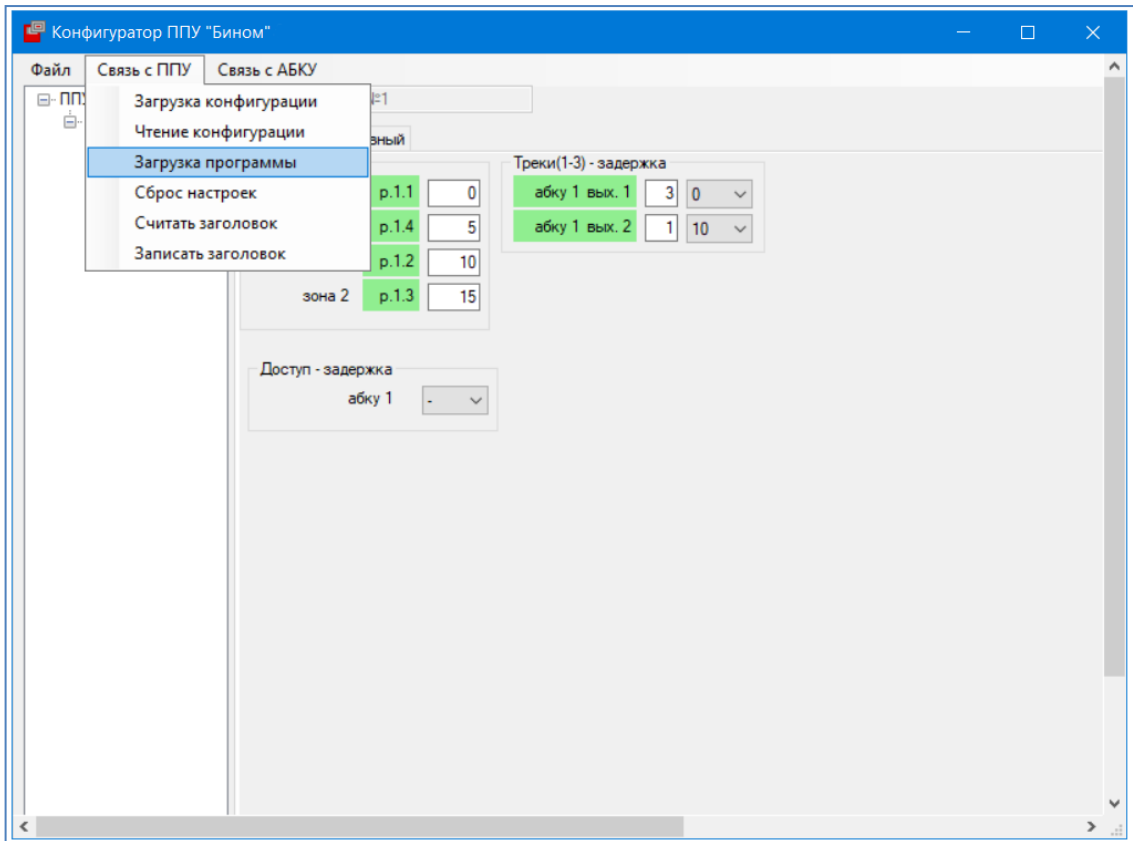 Конфигуратор ППУ "Бином"
Файл Связь с ППУ Связь с АБКУ
Загрузка конфигурации
Чтение конфигурации
Загрузка программы
Сброс настроек
Считать заголовок
Записать заголовок
Треки(1-3) - задержка
р.1.1 0 абку 1 вых. 1 3 0
р.1.4 5 абку 1 вых. 2 1 10
р.1.2 10
зона 2 р.1.3 15
Доступ - задержка
абку 1 -